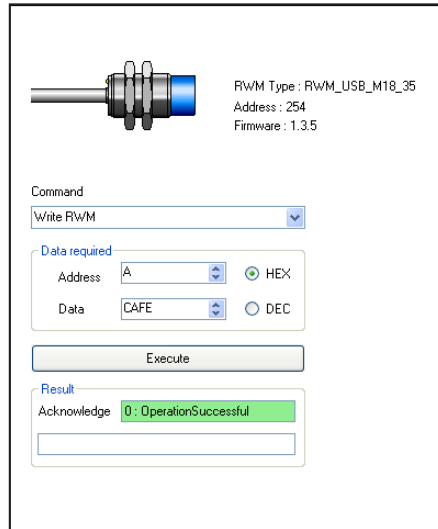 RWM Type : RWM_USB_M18_35
Address : 254
Firmware : 1.3.5
Command
Write RWM
Data required
Address A HEX
Data CAFE DEC
Execute
Result
Acknowledge 0 : OperationSuccessful